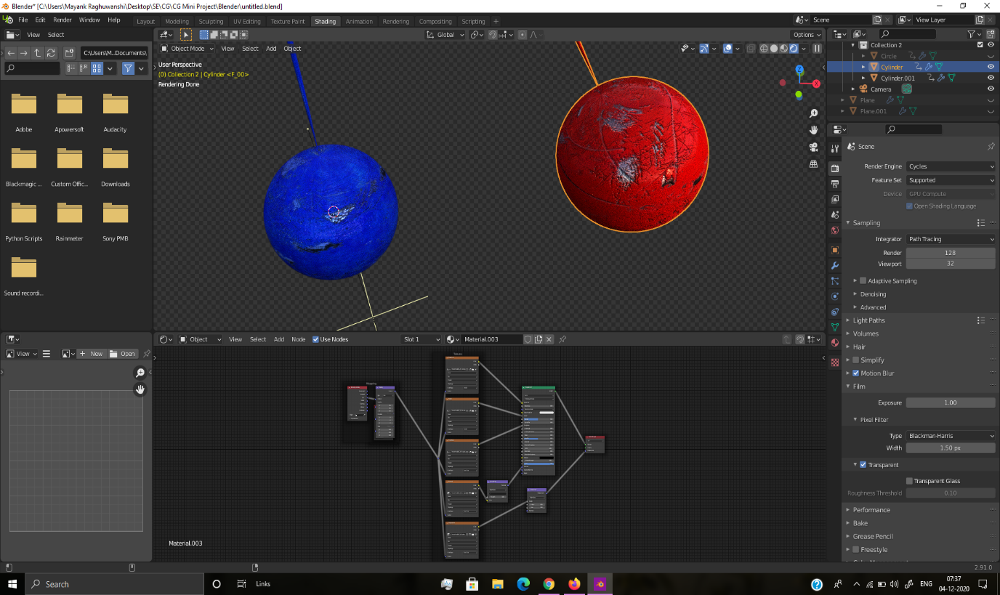 Blender* [C:\Users\Mayank Raghuwanshi\Desktop\SE\CG\CG Mini Project\Blender\untitled.blend]
File Edit Render Window Help
Layout Modeling Sculpting UV Editing Texture Paint Shading Animation Rendering Compositing Scripting +
Scene
View Layer
View Select
Global
Options
C:\Users\M...Documents\
Object Mode View Select Add Object
User Perspective
(0) Collection 2 | Cylinder <F_00>
Rendering Done
Z
X
Adobe Apowersoft Audacity
Blackmagic ... Custom Offic... Downloads
Python Scripts Rainmeter Sony PMB
Sound recordi...
Collection 2
Circle
Cylinder
Cylinder.001
Camera
Plane
Plane.001
Scene
Render Engine Cycles
Feature Set Supported
Device GPU Compute
Open Shading Language
Sampling
Integrator Path Tracing
Render 128
Viewport 32
Adaptive Sampling
Denoising
Advanced
Light Paths
Volumes
Hair
Simplify
Motion Blur
Film
Exposure 1.00
Pixel Filter
Type Blackman-Harris
Width 1.50 px
Transparent
Transparent Glass
Roughness Threshold 0.10
Performance
Bake
Grease Pencil
Freestyle
View + New Open
Object View Select Add Node Use Nodes Slot 1 Material.003
Mapping
Material.003
2.91.0
Search
Links
ENG
07:37
04-12-2020